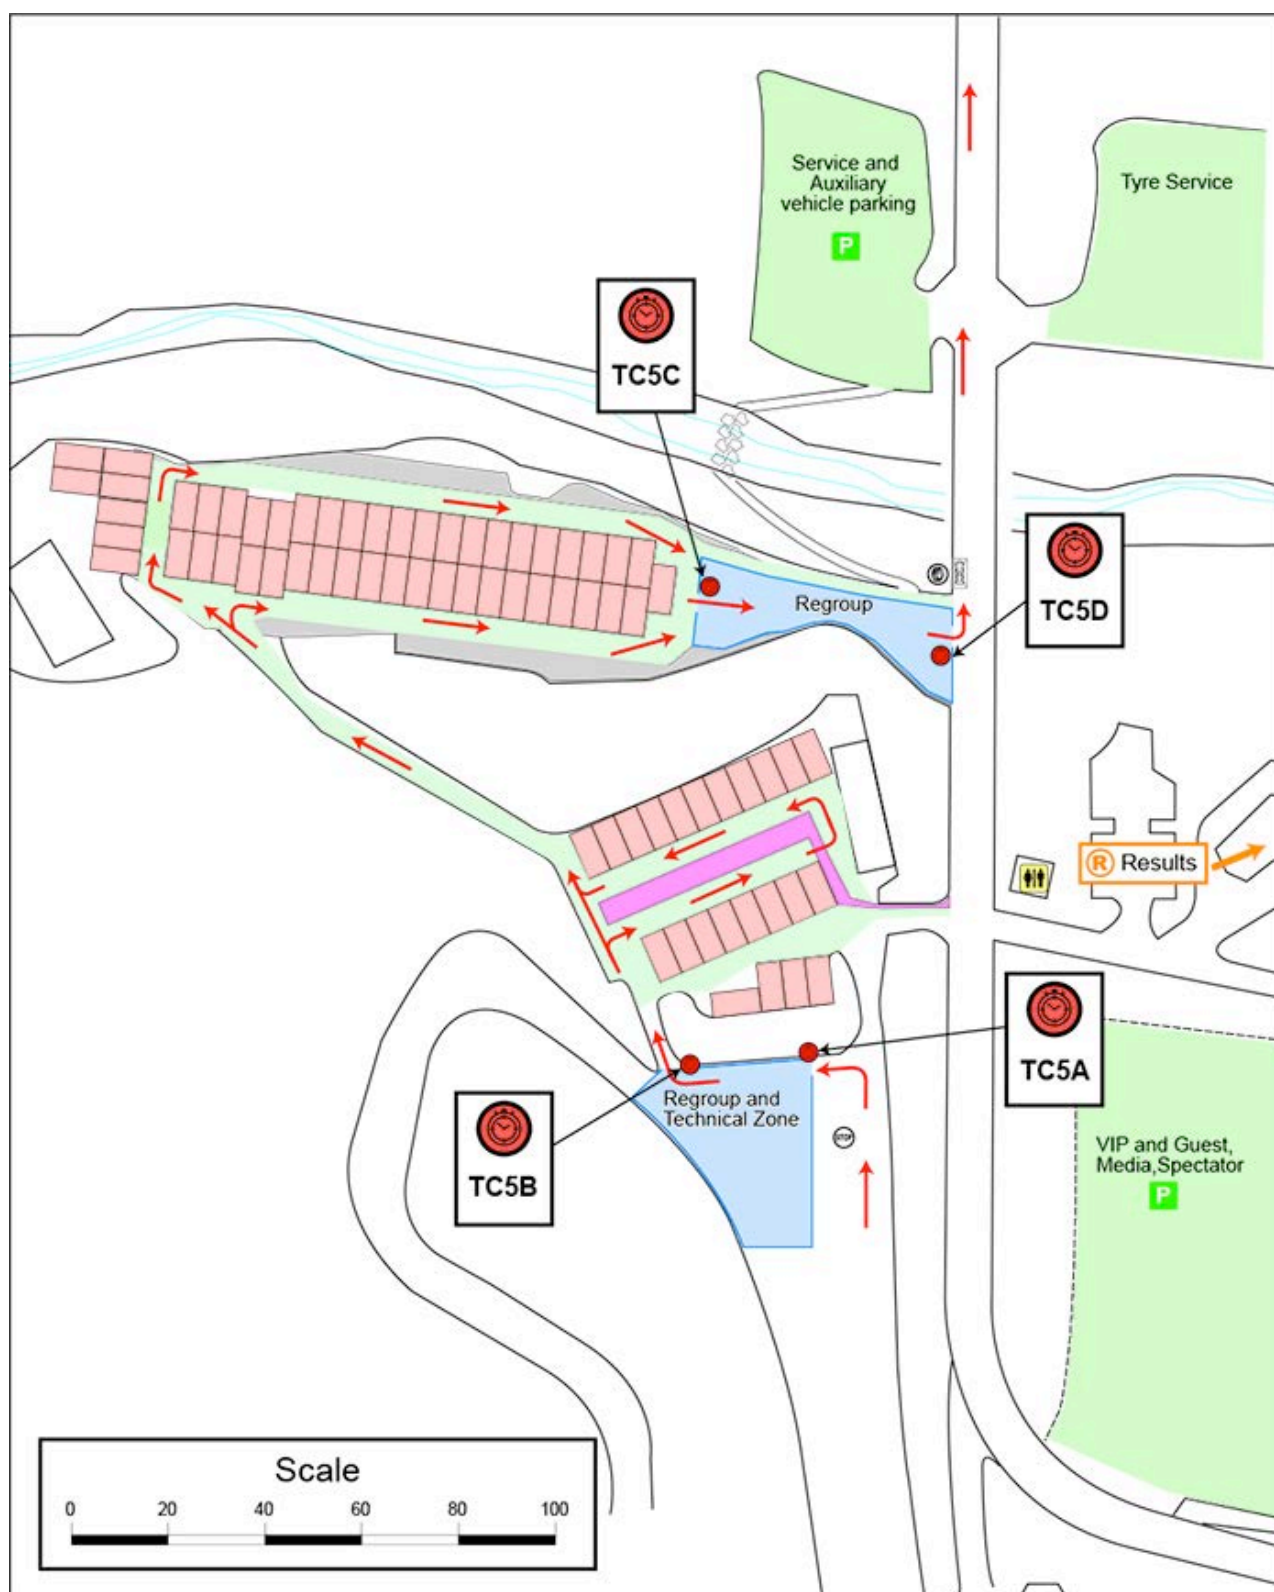 Service and
Auxiliary
vehicle parking
P
Tyre Service
TC5C
TC5D
Regroup
R Results
TC5A
Regroup and
Technical Zone
STOP
TC5B
VIP and Guest,
Media,Spectator
P
Scale
0 20 40 60 80 100